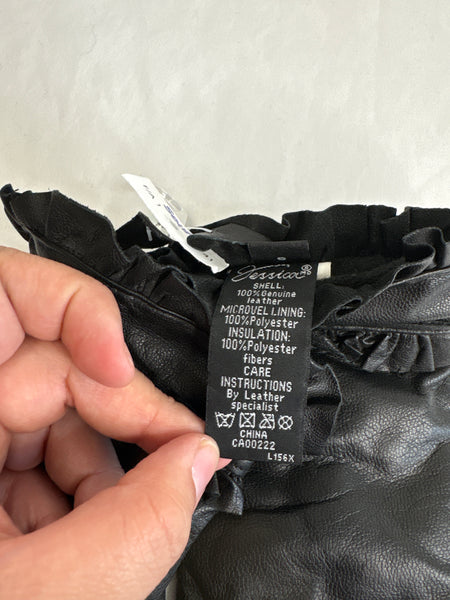 Jessica®
SHELL:
100%Genuine
leather
MICROVEL LINING:
100%Polyester
INSULATION:
100%Polyester
fibers
CARE
INSTRUCTIONS
By Leather
specialist
CHINA
CA00222
L156X